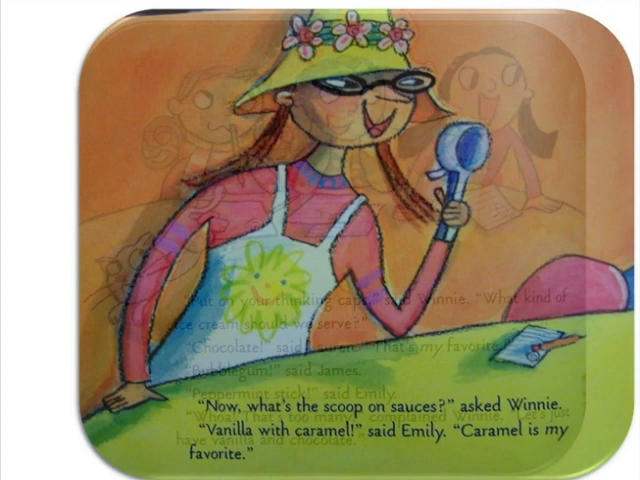 “Put on your thinking caps,” said Winnie. “What kind of
ice cream should we serve?”
“Chocolate!” said Lauren. “That’s my favorite.”
“Bubblegum!” said James.
“Peppermint stick!” said Emily.
“Now, what’s the scoop on sauces?” asked Winnie.
“Whoa! That’s too many,” complained Winnie. “Let’s just
“Vanilla with caramel!” said Emily. “Caramel is my
have vanilla and chocolate.”
favorite.”